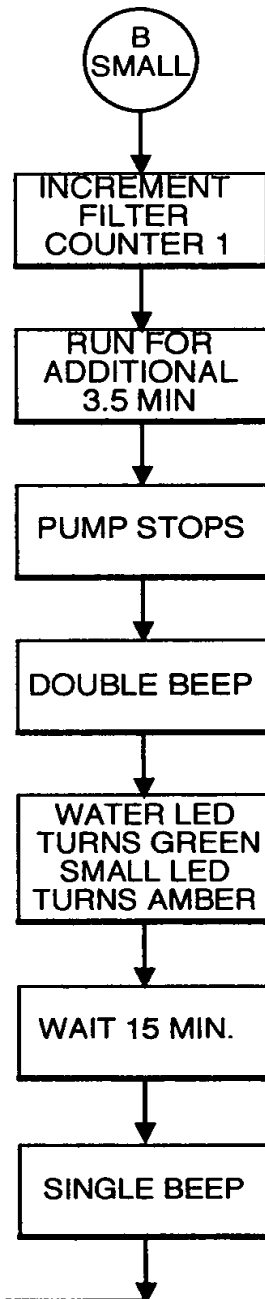 B
SMALL
INCREMENT
FILTER
COUNTER 1
RUN FOR
ADDITIONAL
3.5 MIN
PUMP STOPS
DOUBLE BEEP
WATER LED
TURNS GREEN
SMALL LED
TURNS AMBER
WAIT 15 MIN.
SINGLE BEEP